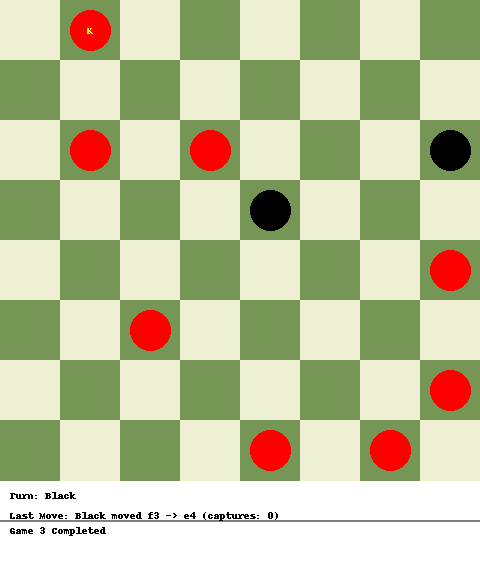 K
Turn: Black
Last Move: Black moved f3 -> e4 (captures: 0)
Game 3 Completed